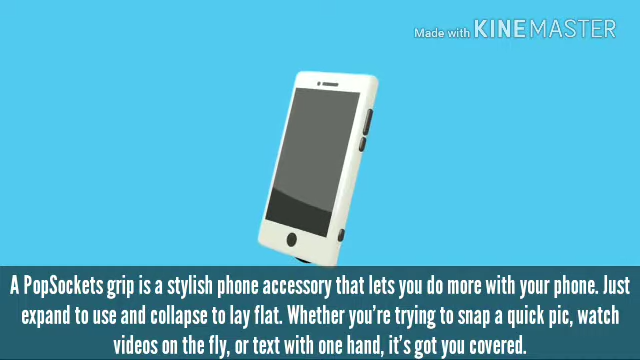 Made with KINEMASTER
A PopSockets grip is a stylish phone accessory that lets you do more with your phone. Just
expand to use and collapse to lay flat. Whether you're trying to snap a quick pic, watch
videos on the fly, or text with one hand, it's got you covered.